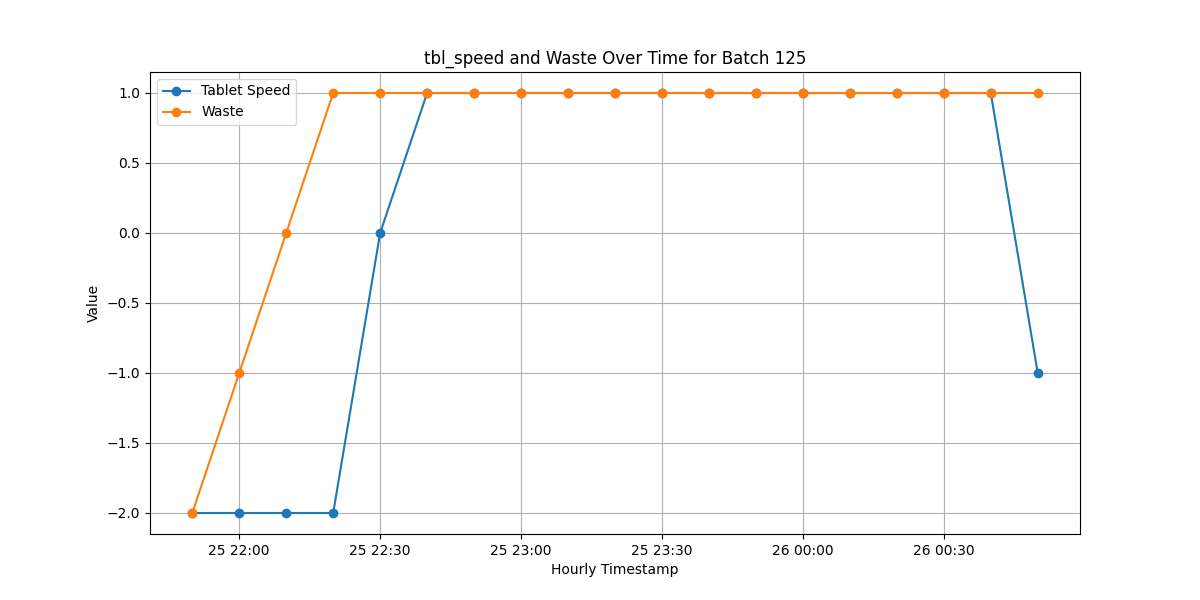 tbl_speed and Waste Over Time for Batch 125
Tablet Speed
Waste
1.0
0.5
0.0
−0.5
−1.0
−1.5
−2.0
Value
25 22:00 25 22:30 25 23:00 25 23:30 26 00:00 26 00:30
Hourly Timestamp